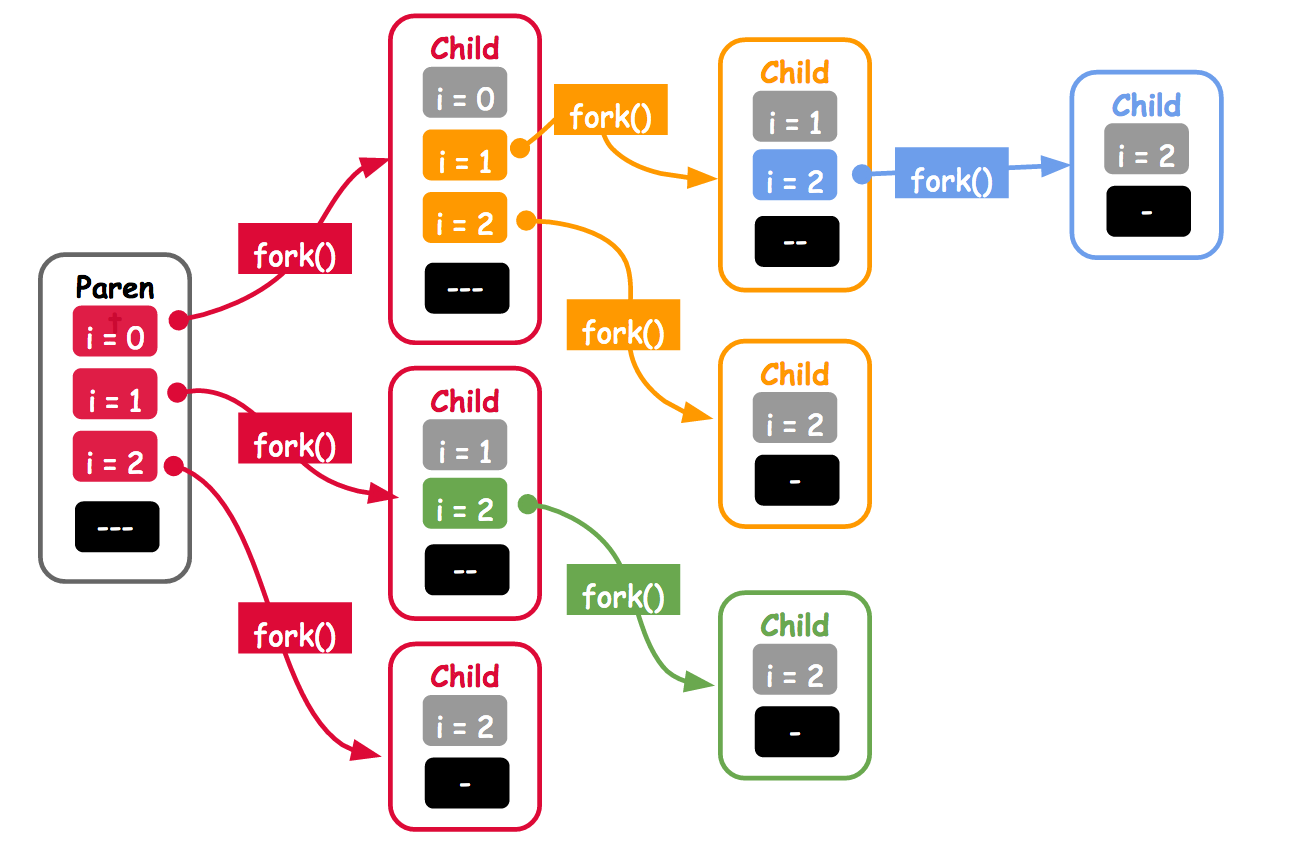 Paren
t
i = 0
i = 1
i = 2
---
fork()
fork()
fork()
Child
i = 0
i = 1
i = 2
---
Child
i = 1
i = 2
--
Child
i = 2
-
fork()
fork()
fork()
Child
i = 1
i = 2
--
Child
i = 2
-
Child
i = 2
-
fork()
Child
i = 2
-